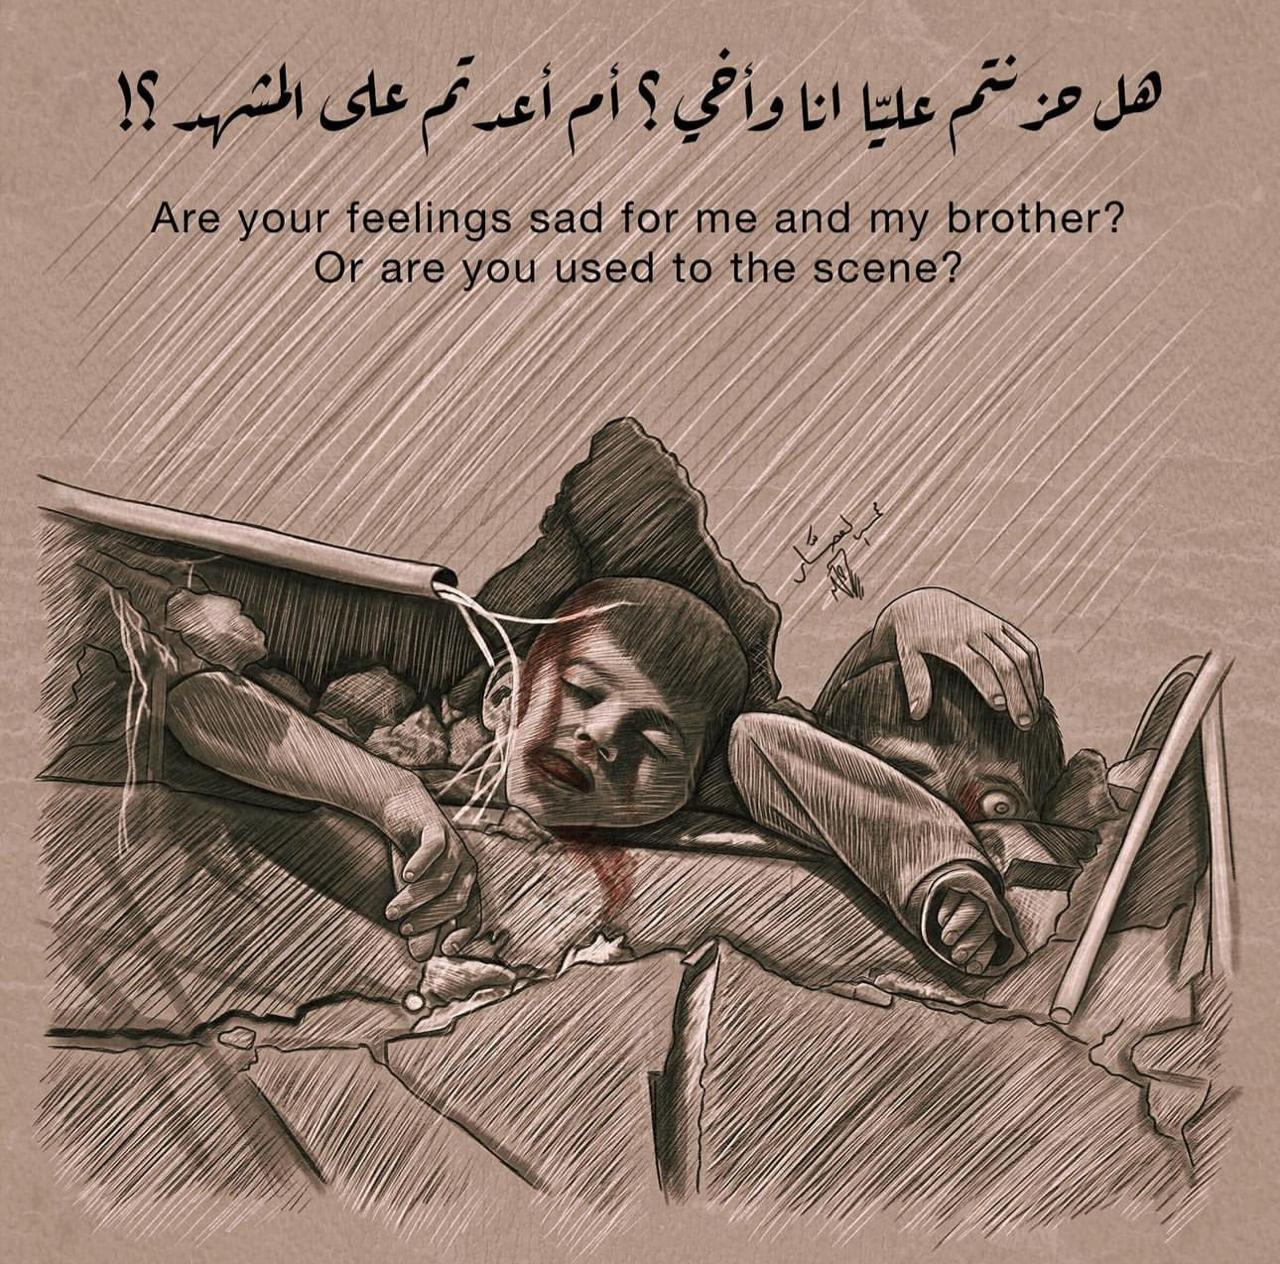 هل حزنتم عليّا انا وأخي ؟ أم أعدتم على المشهد ؟!
Are your feelings sad for me and my brother?
Or are you used to the scene?